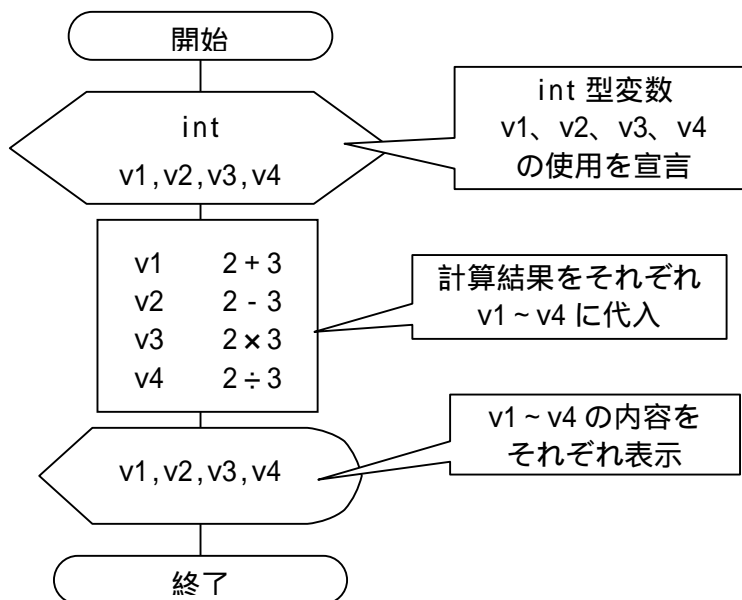 開始
int
v1,v2,v3,v4
int 型変数
v1、v2、v3、v4
の使用を宣言
v1 2 + 3
v2 2 - 3
v3 2 × 3
v4 2 ÷ 3
計算結果をそれぞれ
v1 ~ v4 に代入
v1,v2,v3,v4
v1 ~ v4 の内容を
それぞれ表示
終了